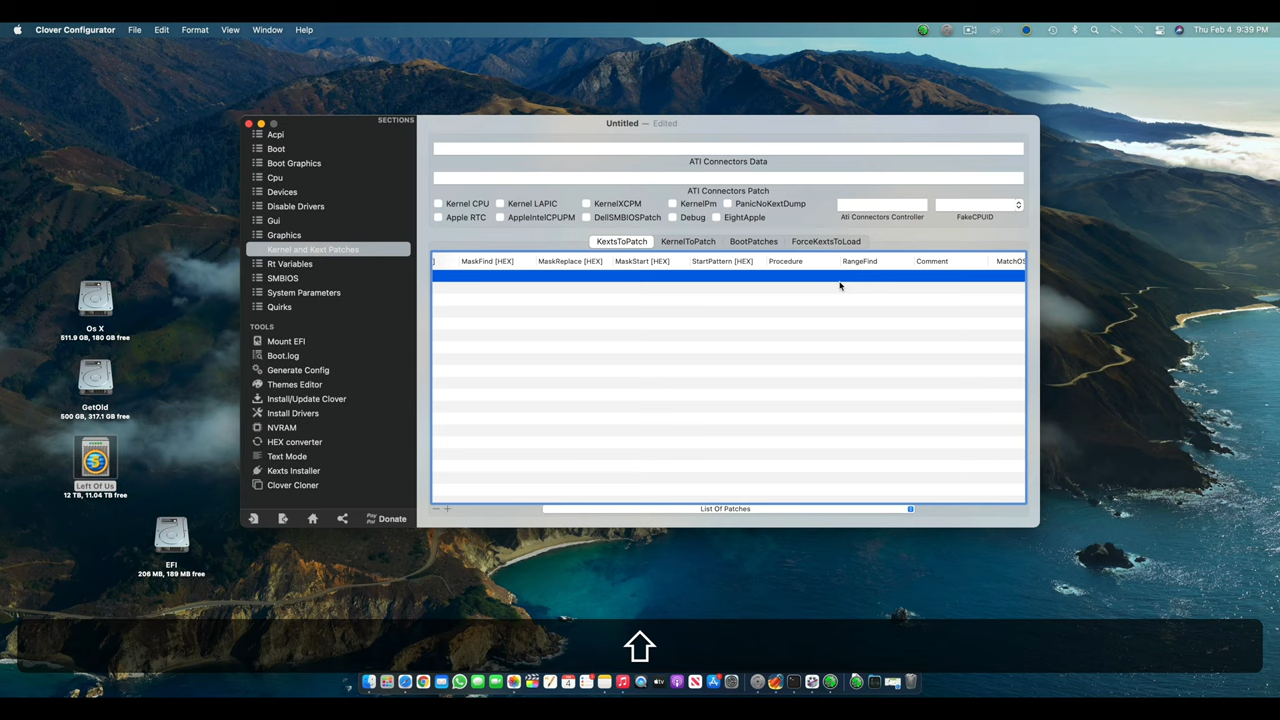 Clover Configurator File Edit Format View Window Help Thu Feb 4 9:39 PM
SECTIONS
Acpi
Boot
Boot Graphics
Cpu
Devices
Disable Drivers
Gui
Graphics
Kernel and Kext Patches
Rt Variables
SMBIOS
System Parameters
Quirks
TOOLS
Mount EFI
Boot.log
Generate Config
Themes Editor
Install/Update Clover
Install Drivers
NVRAM
HEX converter
Text Mode
Kexts Installer
Clover Cloner
Pay Pal Donate
Untitled — Edited
ATI Connectors Data
ATI Connectors Patch
Kernel CPU Kernel LAPIC KernelXCPM KernelPm PanicNoKextDump
Apple RTC AppleIntelCPUPM DellSMBIOSPatch Debug EightApple
Ati Connectors Controller FakeCPUID
KextsToPatch KernelToPatch BootPatches ForceKextsToLoad
] MaskFind [HEX] MaskReplace [HEX] MaskStart [HEX] StartPattern [HEX] Procedure RangeFind Comment MatchOS
List Of Patches
Os X
511.9 GB, 180 GB free
GetOld
500 GB, 317.1 GB free
Left Of Us
12 TB, 11.04 TB free
EFI
206 MB, 189 MB free